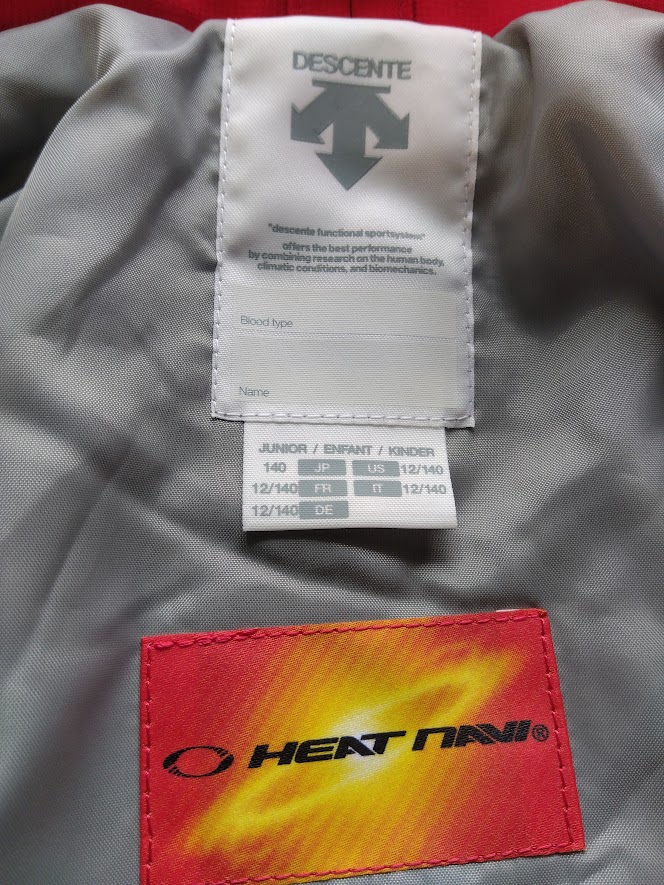 DESCENTE
"descente functional sportsystem"
offers the best performance
by combining research on the human body,
climatic conditions, and biomechanics.
Blood type
Name
JUNIOR / ENFANT / KINDER
140 JP US 12/140
12/140 FR IT 12/140
12/140 DE
HEAT NAVI®